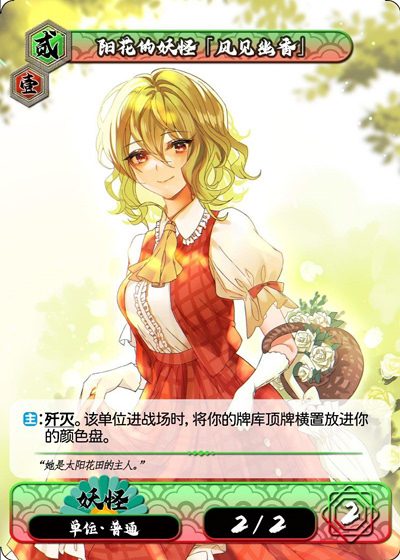 贰
阳花的妖怪「风见幽香」
壹
主:歼灭。该单位进战场时,将你的牌库顶牌横置放进你
的颜色盘。
“她是太阳花田的主人。”
妖怪
单位·普通
2/2
2